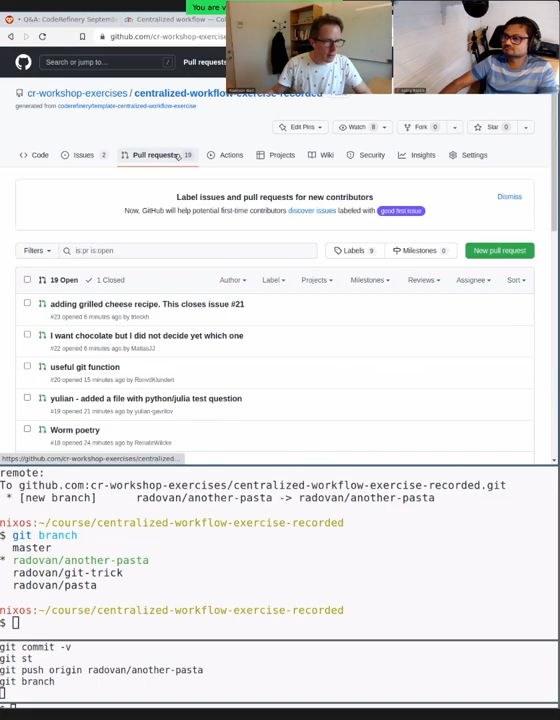 You are v
Q&A: CodeRefinery Septemb
Centralized workflow —
github.com/cr-workshop-exercise
Search or jump to...
/
Pull requests
cr-workshop-exercises / centralized-workflow-exercise-recorded
generated from coderefinery/template-centralized-workflow-exercise
Edit Pins
Watch 8
Fork 0
Star 0
Code
Issues 2
Pull requests 19
Actions
Projects
Wiki
Security
Insights
Settings
Label issues and pull requests for new contributors
Dismiss
Now, GitHub will help potential first-time contributors discover issues labeled with good first issue
Filters
is:pr is:open
Labels 9
Milestones 0
New pull request
19 Open
1 Closed
Author
Label
Projects
Milestones
Reviews
Assignee
Sort
adding grilled cheese recipe. This closes issue #21
#23 opened 6 minutes ago by trieckh
I want chocolate but I did not decide yet which one
#22 opened 6 minutes ago by MatiasJJ
useful git function
#20 opened 15 minutes ago by RonvdKlundert
yulian - added a file with python/julia test question
#19 opened 21 minutes ago by yulian-gavrilov
Worm poetry
#18 opened 24 minutes ago by RenateWilcke
https://github.com/cr-workshop-exercises/centralized...
remote:
To github.com:cr-workshop-exercises/centralized-workflow-exercise-recorded.git
* [new branch] radovan/another-pasta -> radovan/another-pasta
nixos:~/course/centralized-workflow-exercise-recorded
$ git branch
master
* radovan/another-pasta
radovan/git-trick
radovan/pasta
nixos:~/course/centralized-workflow-exercise-recorded
$
git commit -v
git st
git push origin radovan/another-pasta
git branch